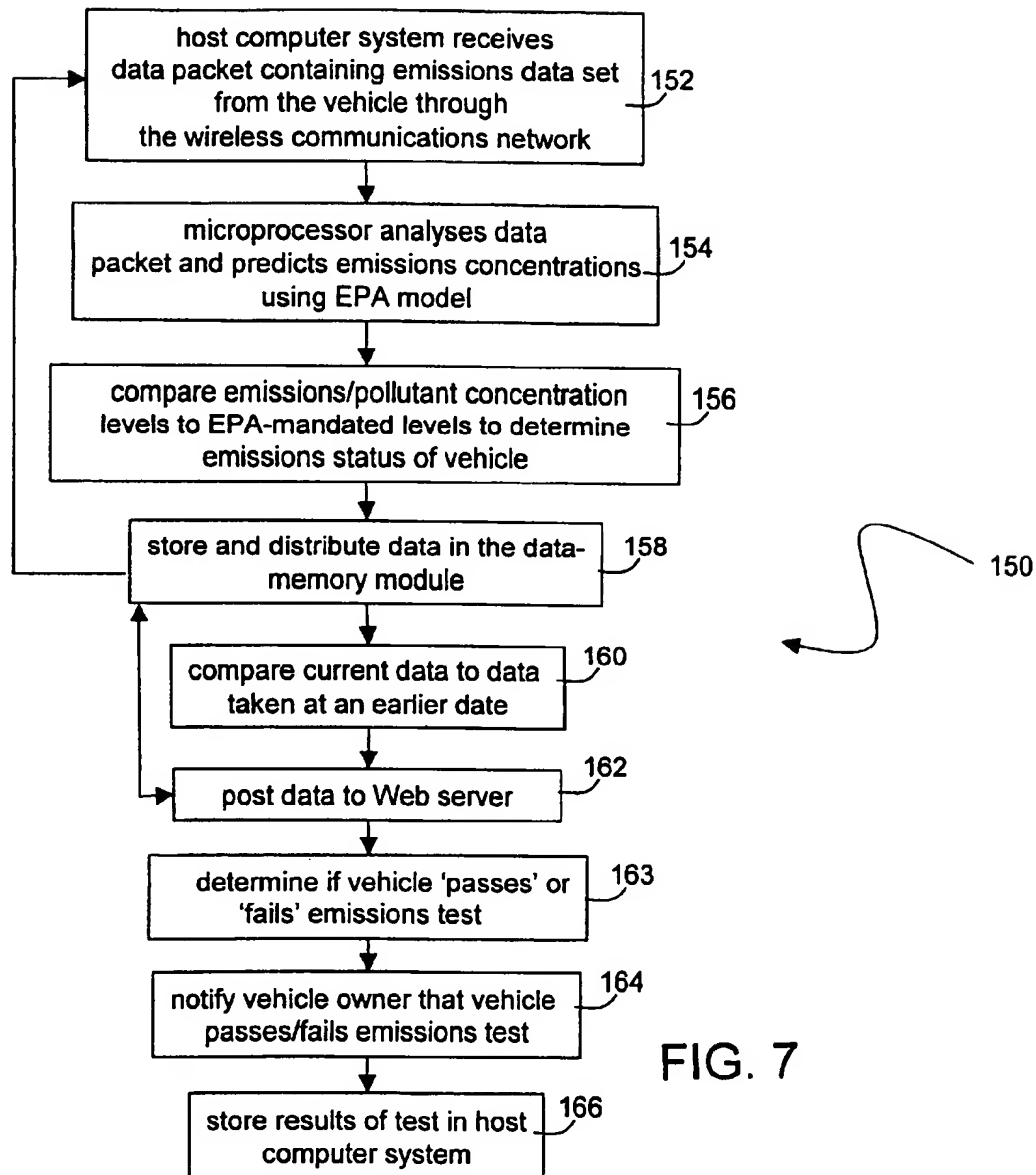 host computer system receives
data packet containing emissions data set
from the vehicle through
the wireless communications network
152
microprocessor analyses data
packet and predicts emissions concentrations
using EPA model
154
compare emissions/pollutant concentration
levels to EPA-mandated levels to determine
emissions status of vehicle
156
store and distribute data in the data-
memory module
158
150
compare current data to data
taken at an earlier date
160
post data to Web server
162
determine if vehicle ‘passes’ or
‘fails’ emissions test
163
notify vehicle owner that vehicle
passes/fails emissions test
164
FIG. 7
store results of test in host
computer system
166